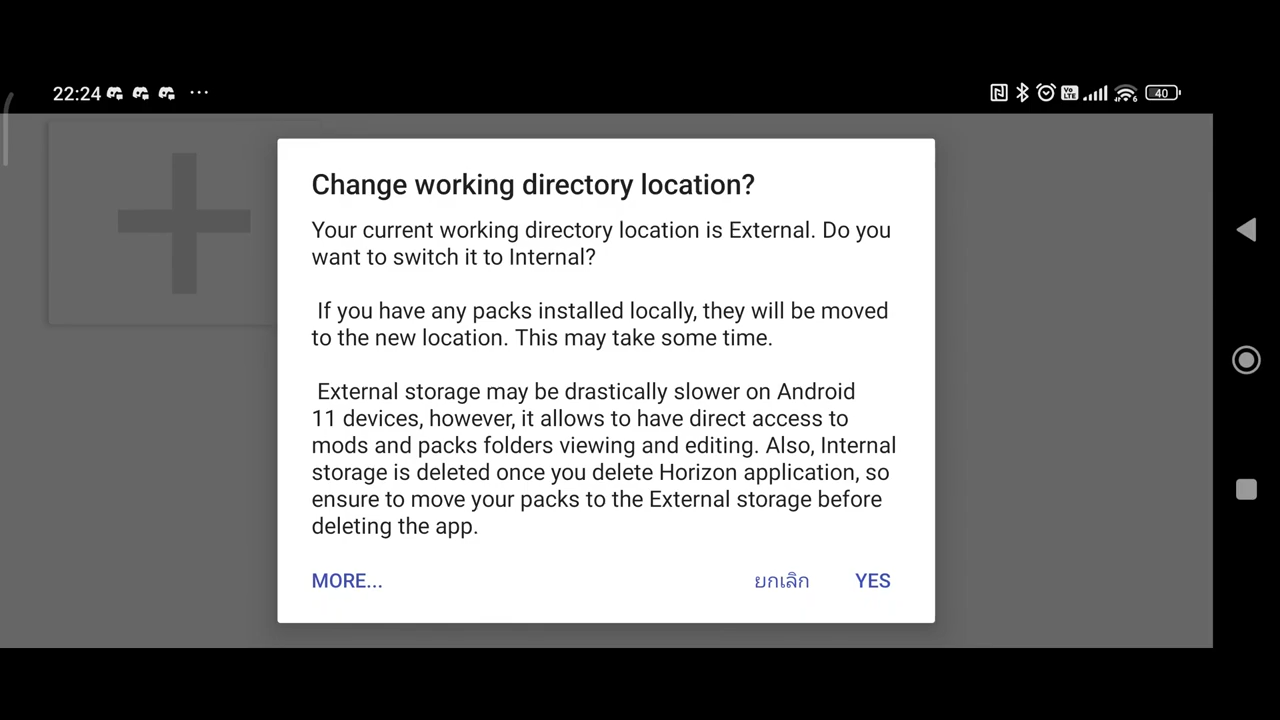 22:24
40
Change working directory location?
Your current working directory location is External. Do you
want to switch it to Internal?
If you have any packs installed locally, they will be moved
to the new location. This may take some time.
External storage may be drastically slower on Android
11 devices, however, it allows to have direct access to
mods and packs folders viewing and editing. Also, Internal
storage is deleted once you delete Horizon application, so
ensure to move your packs to the External storage before
deleting the app.
MORE...
ยกเลิก
YES